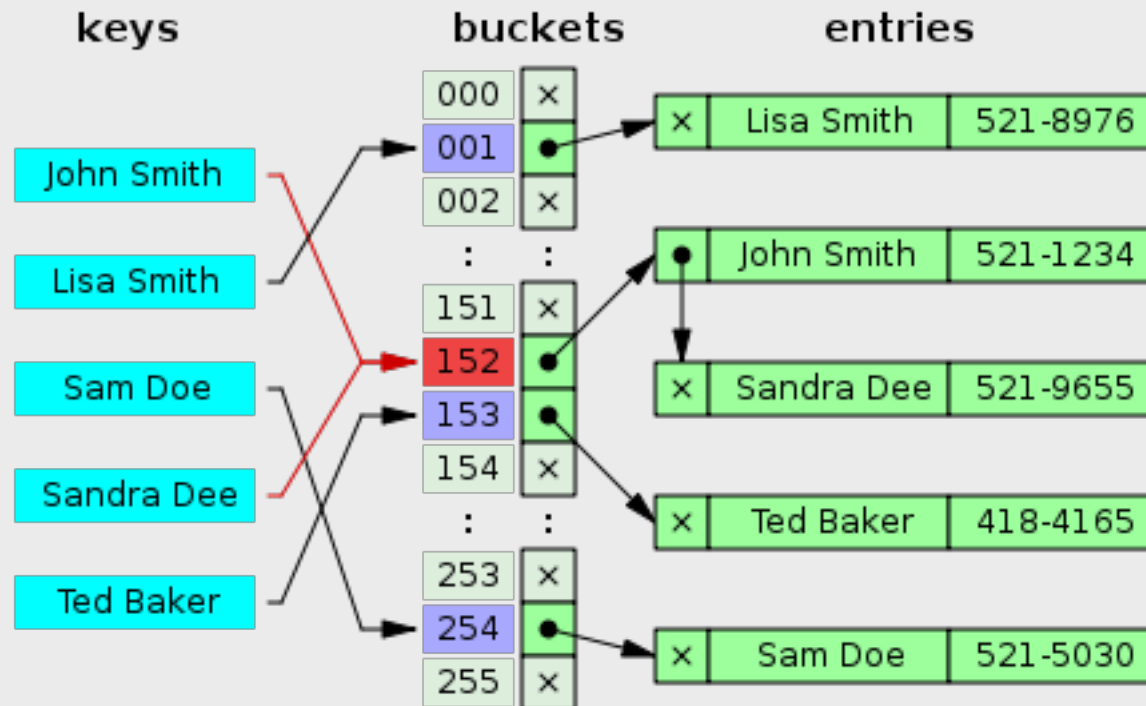 keys
buckets
entries
John Smith
Lisa Smith
Sam Doe
Sandra Dee
Ted Baker
000 ×
001
002 ×
: :
151 ×
152
153
154 ×
: :
253 ×
254
255 ×
× Lisa Smith 521-8976
John Smith 521-1234
× Sandra Dee 521-9655
× Ted Baker 418-4165
× Sam Doe 521-5030